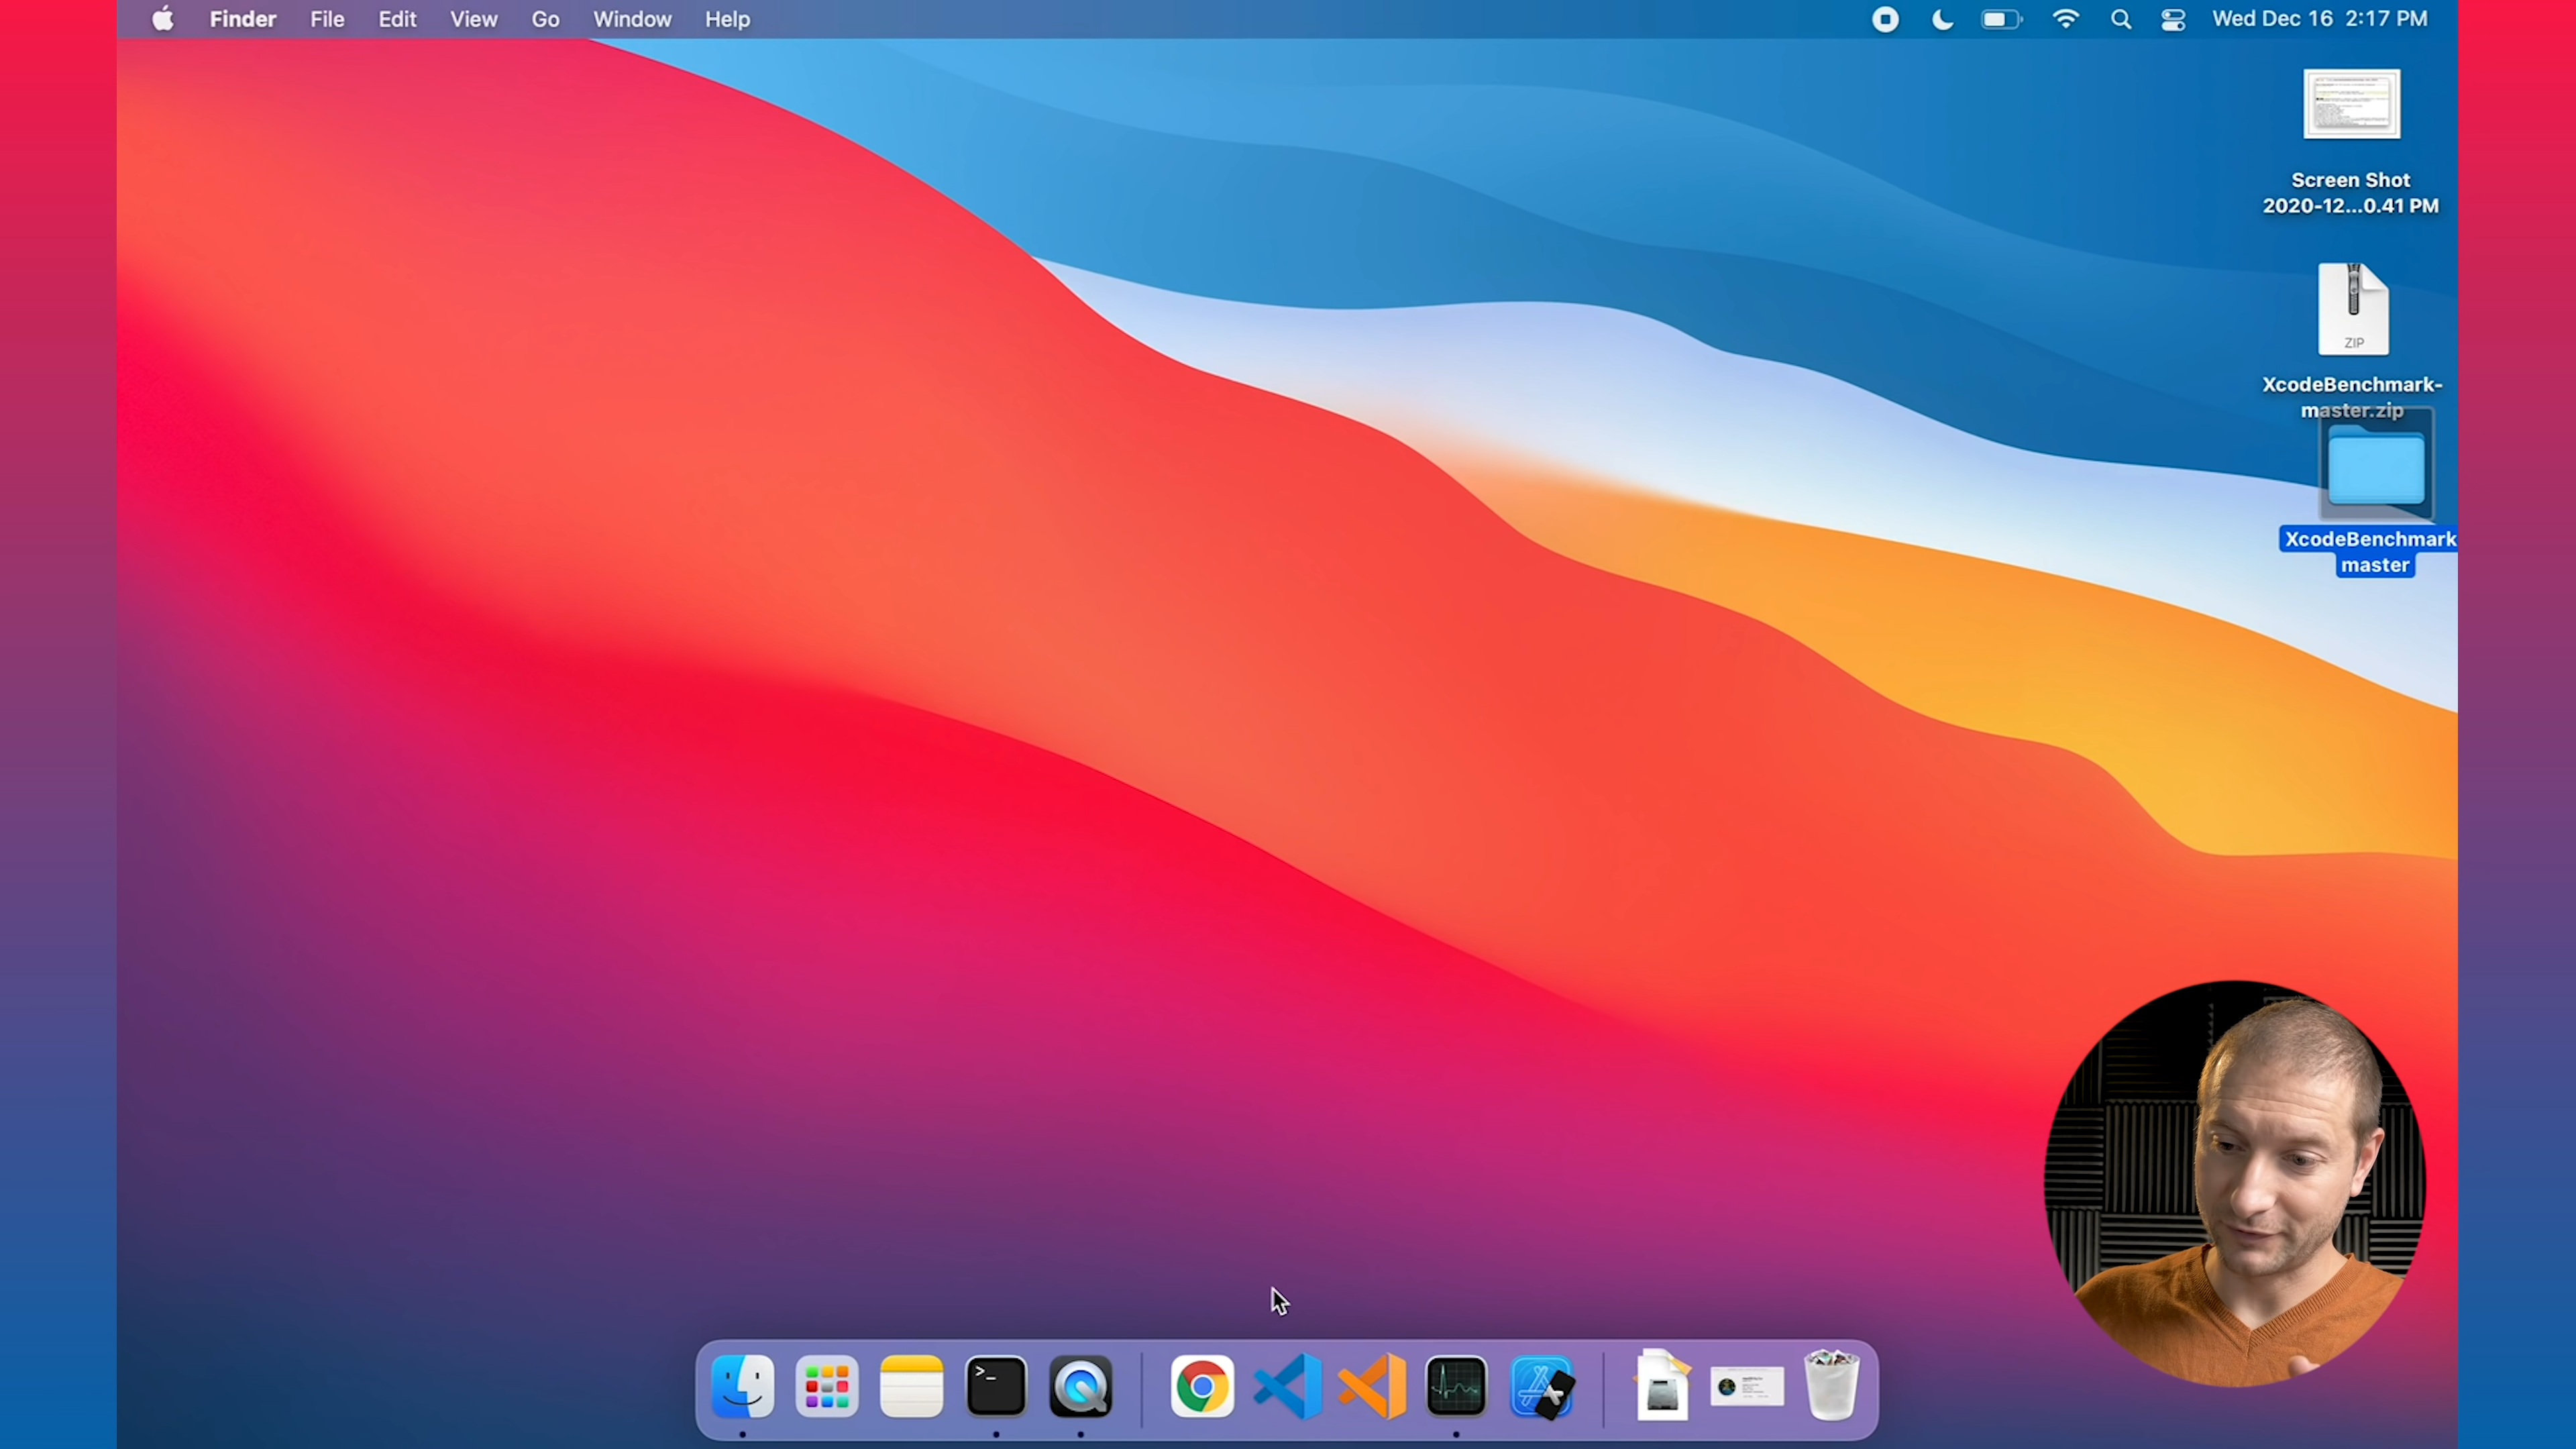 Finder File Edit View Go Window Help Wed Dec 16 2:17 PM
Screen Shot
2020-12...0.41 PM
ZIP
XcodeBenchmark-
master.zip
XcodeBenchmark
master
>_